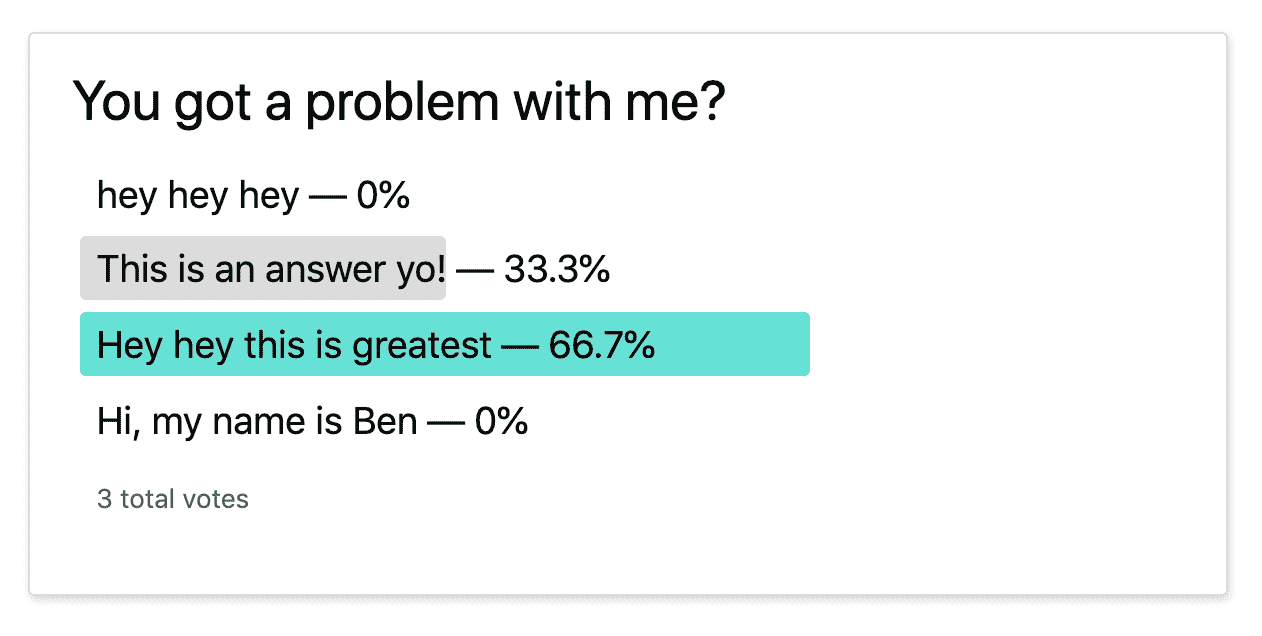 You got a problem with me?
hey hey hey — 0%
This is an answer yo! — 33.3%
Hey hey this is greatest — 66.7%
Hi, my name is Ben — 0%
3 total votes